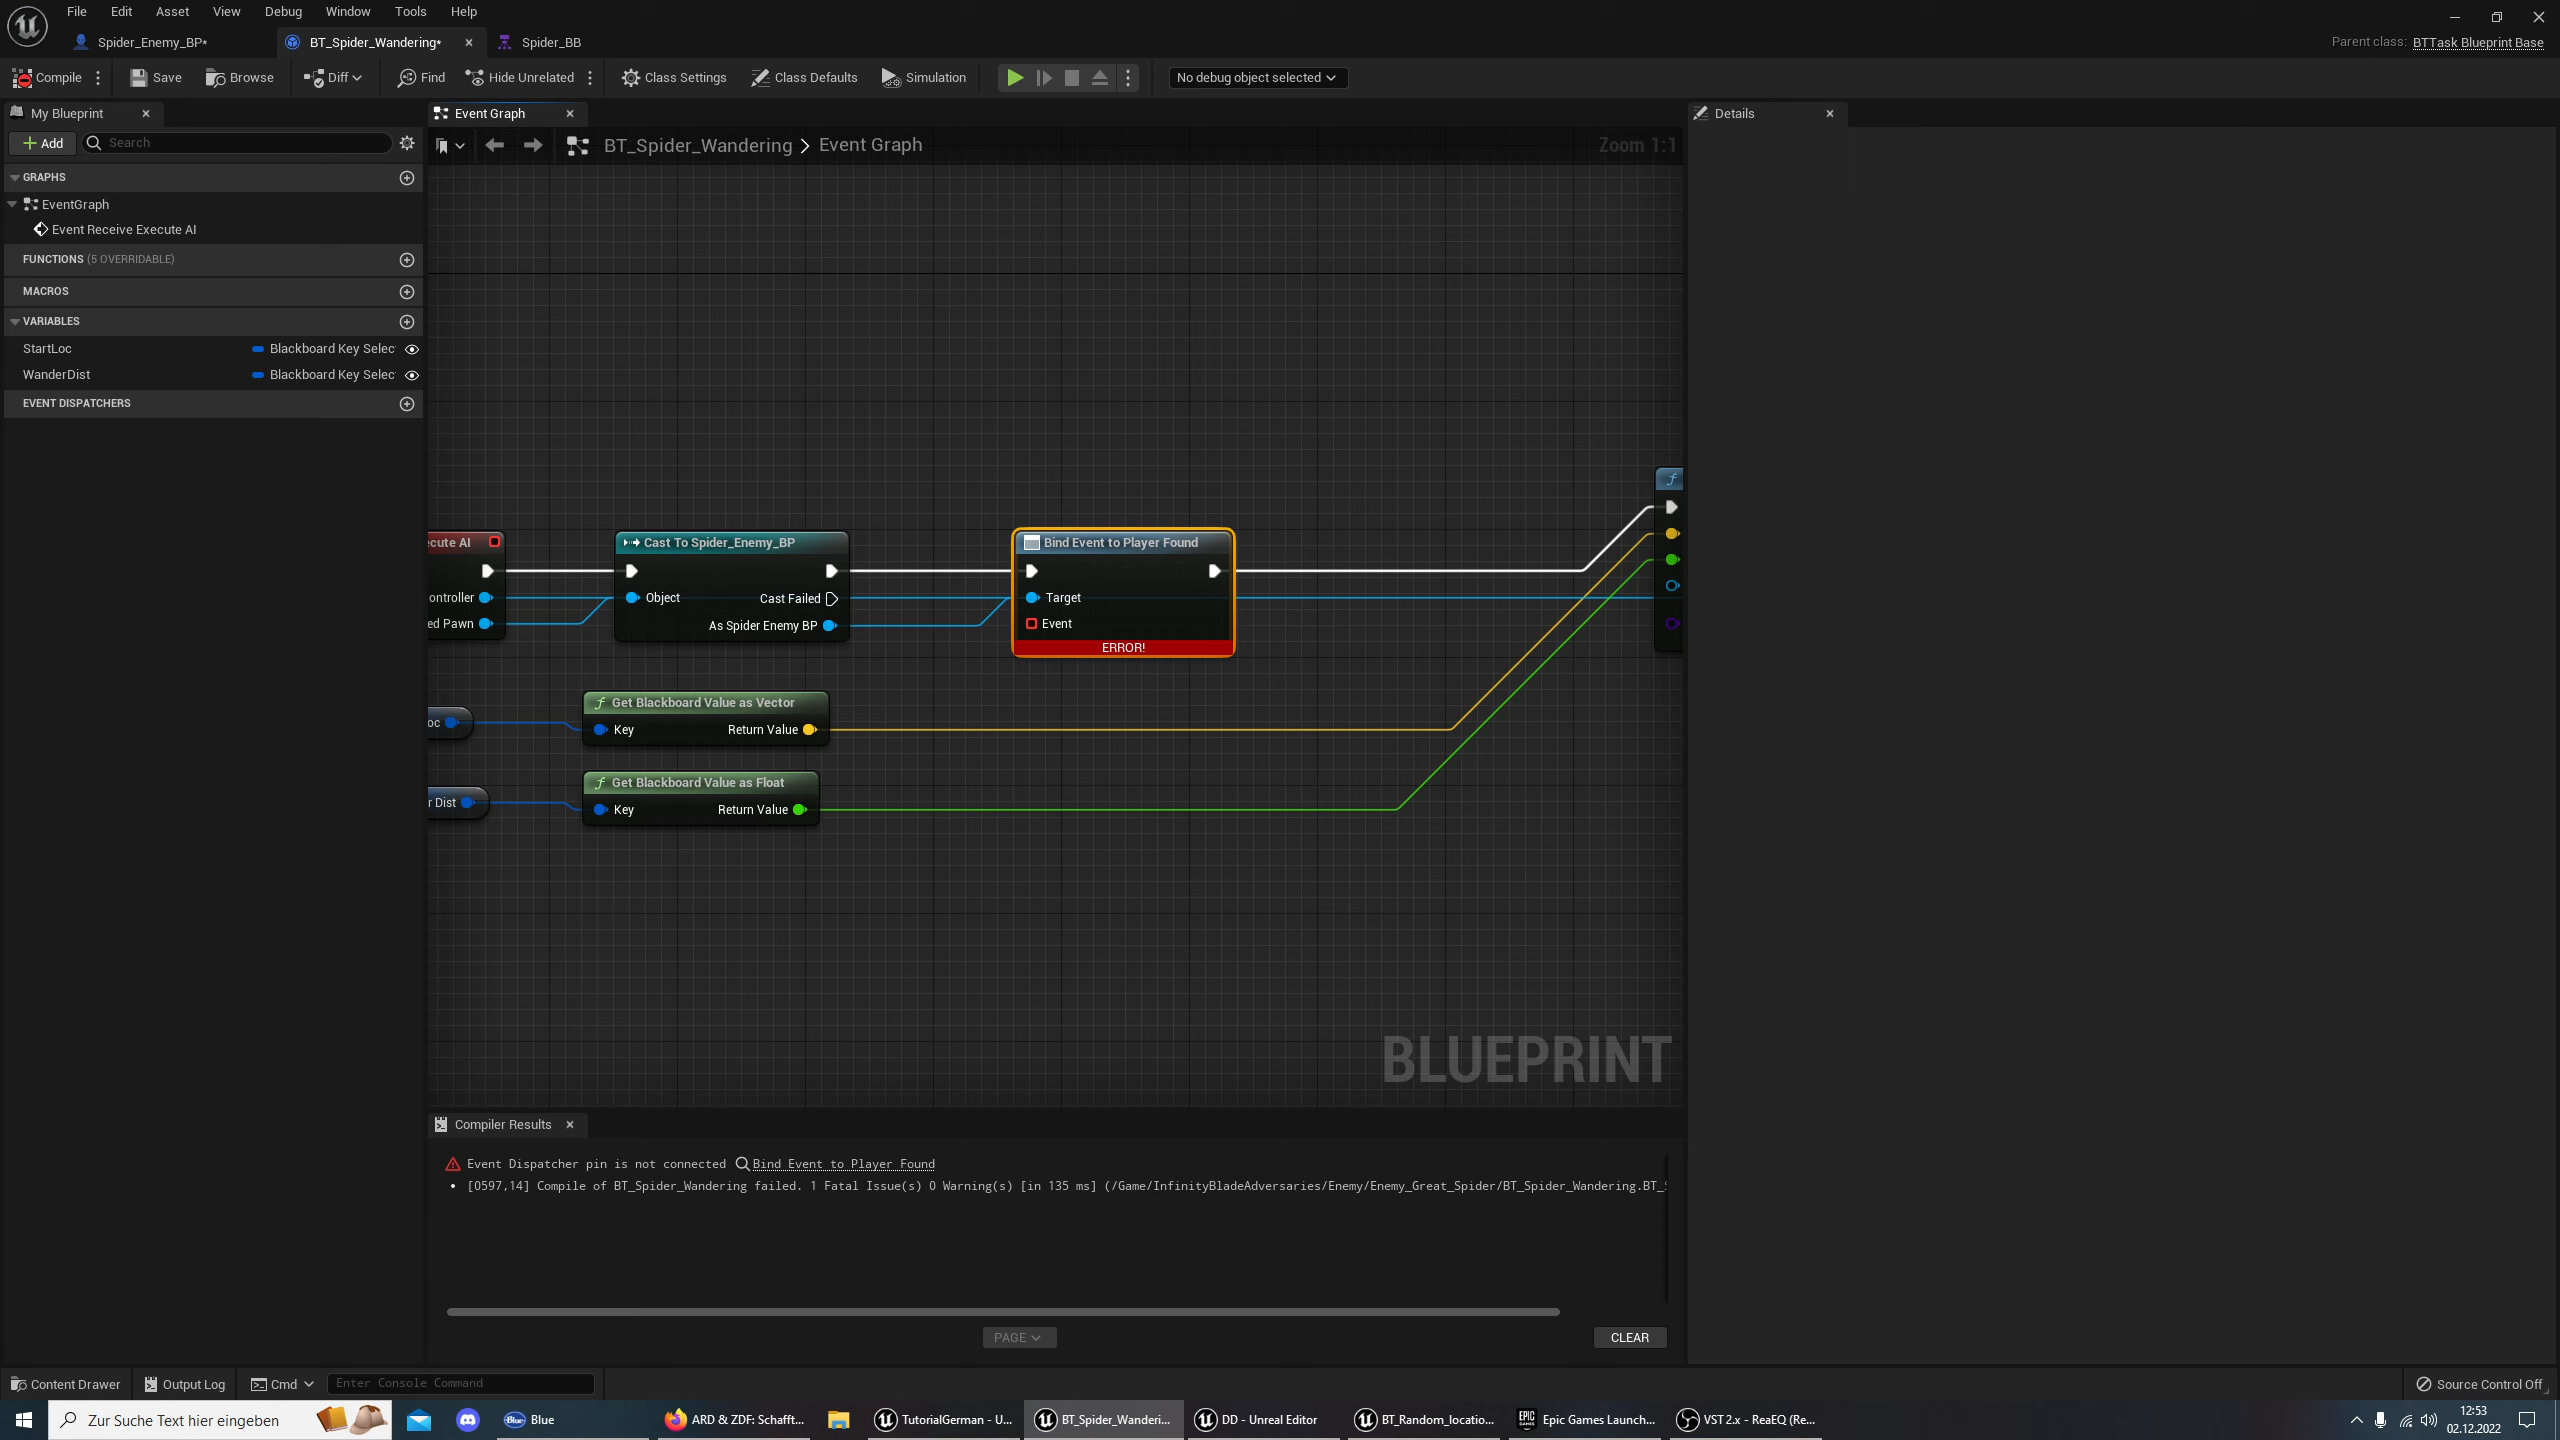 File Edit Asset View Debug Window Tools Help
Spider_Enemy_BP* BT_Spider_Wandering* Spider_BB
Parent class: BTTask Blueprint Base
Compile Save Browse Diff Find Hide Unrelated Class Settings Class Defaults Simulation No debug object selected
My Blueprint
Event Graph
Details
Add Search
BT_Spider_Wandering > Event Graph
Zoom 1:1
GRAPHS
EventGraph
Event Receive Execute AI
FUNCTIONS (5 OVERRIDABLE)
MACROS
VARIABLES
StartLoc Blackboard Key Selec
WanderDist Blackboard Key Selec
EVENT DISPATCHERS
ecute AI
ontroller
ed Pawn
Cast To Spider_Enemy_BP
Object Cast Failed
As Spider Enemy BP
Bind Event to Player Found
Target
Event
ERROR!
f
oc
f Get Blackboard Value as Vector
Key Return Value
r Dist
f Get Blackboard Value as Float
Key Return Value
BLUEPRINT
Compiler Results
Event Dispatcher pin is not connected Bind Event to Player Found
• [0597,14] Compile of BT_Spider_Wandering failed. 1 Fatal Issue(s) 0 Warning(s) [in 135 ms] (/Game/InfinityBladeAdversaries/Enemy/Enemy_Great_Spider/BT_Spider_Wandering.BT_S
PAGE
CLEAR
Content Drawer Output Log Cmd Enter Console Command Source Control Off
Zur Suche Text hier eingeben
Blue Blue
ARD & ZDF: Schafft...
TutorialGerman - U...
BT_Spider_Wanderi...
DD - Unreal Editor
BT_Random_locatio...
EPIC GAMES Epic Games Launch...
VST 2.x - ReaEQ (Re...
12:53
02.12.2022